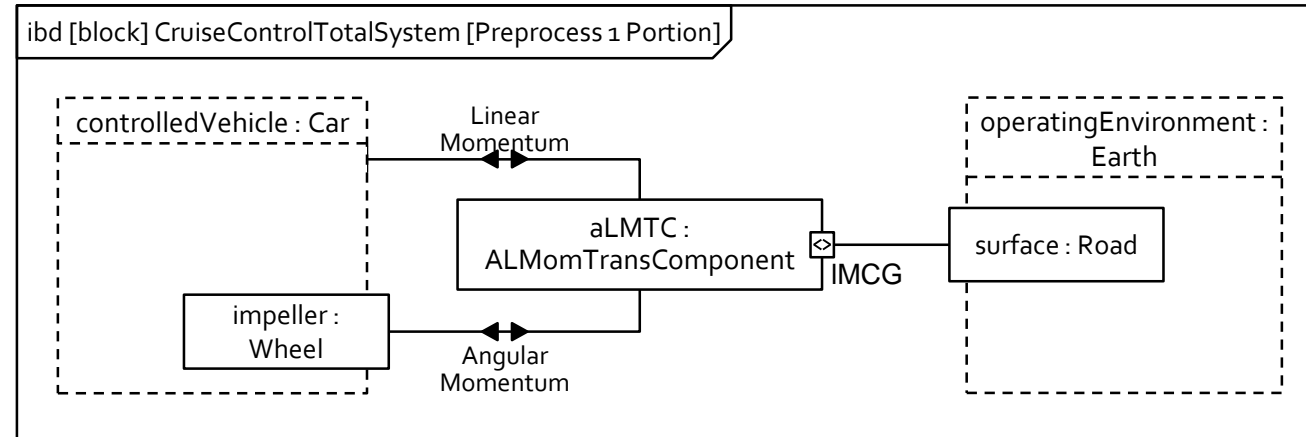 ibd [block] CruiseControlTotalSystem [Preprocess 1 Portion]
controlledVehicle : Car
Linear
Momentum
operatingEnvironment :
Earth
aLMTC :
ALMomTransComponent
<>
IMCG
surface : Road
impeller :
Wheel
Angular
Momentum